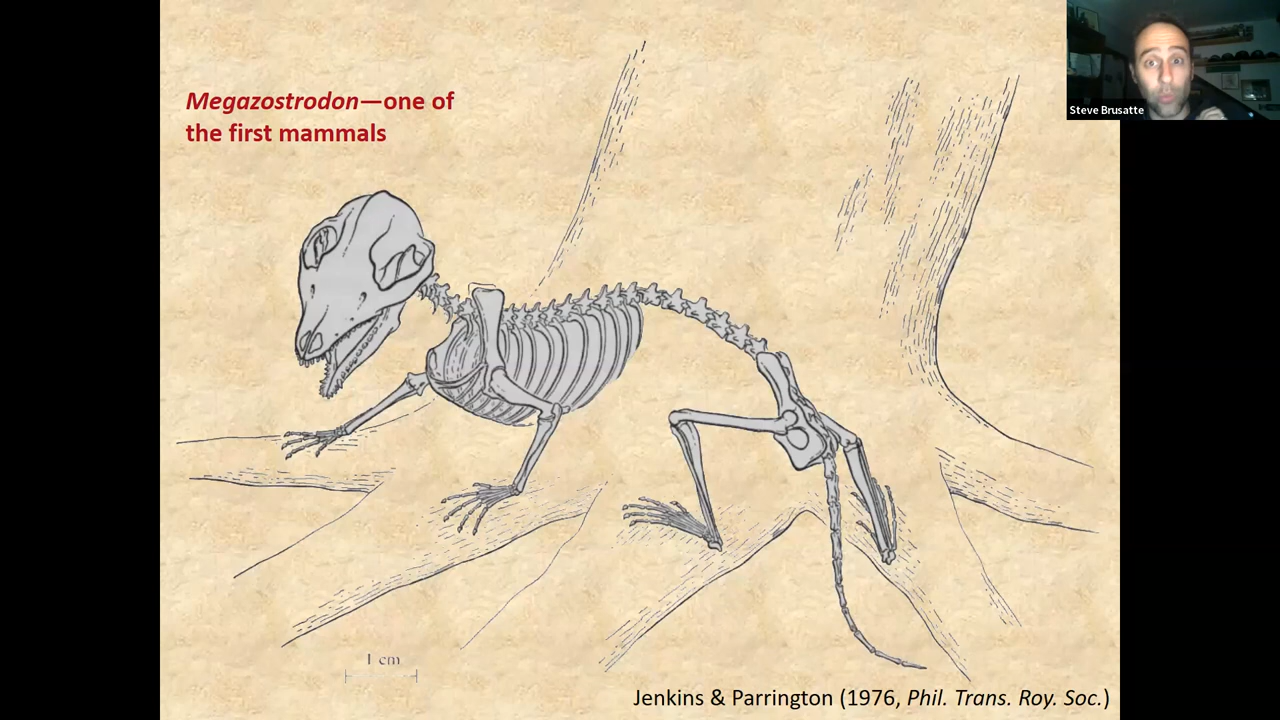 Megazostrodon—one of
the first mammals
Steve Brusatte
1 cm
Jenkins & Parrington (1976, Phil. Trans. Roy. Soc.)